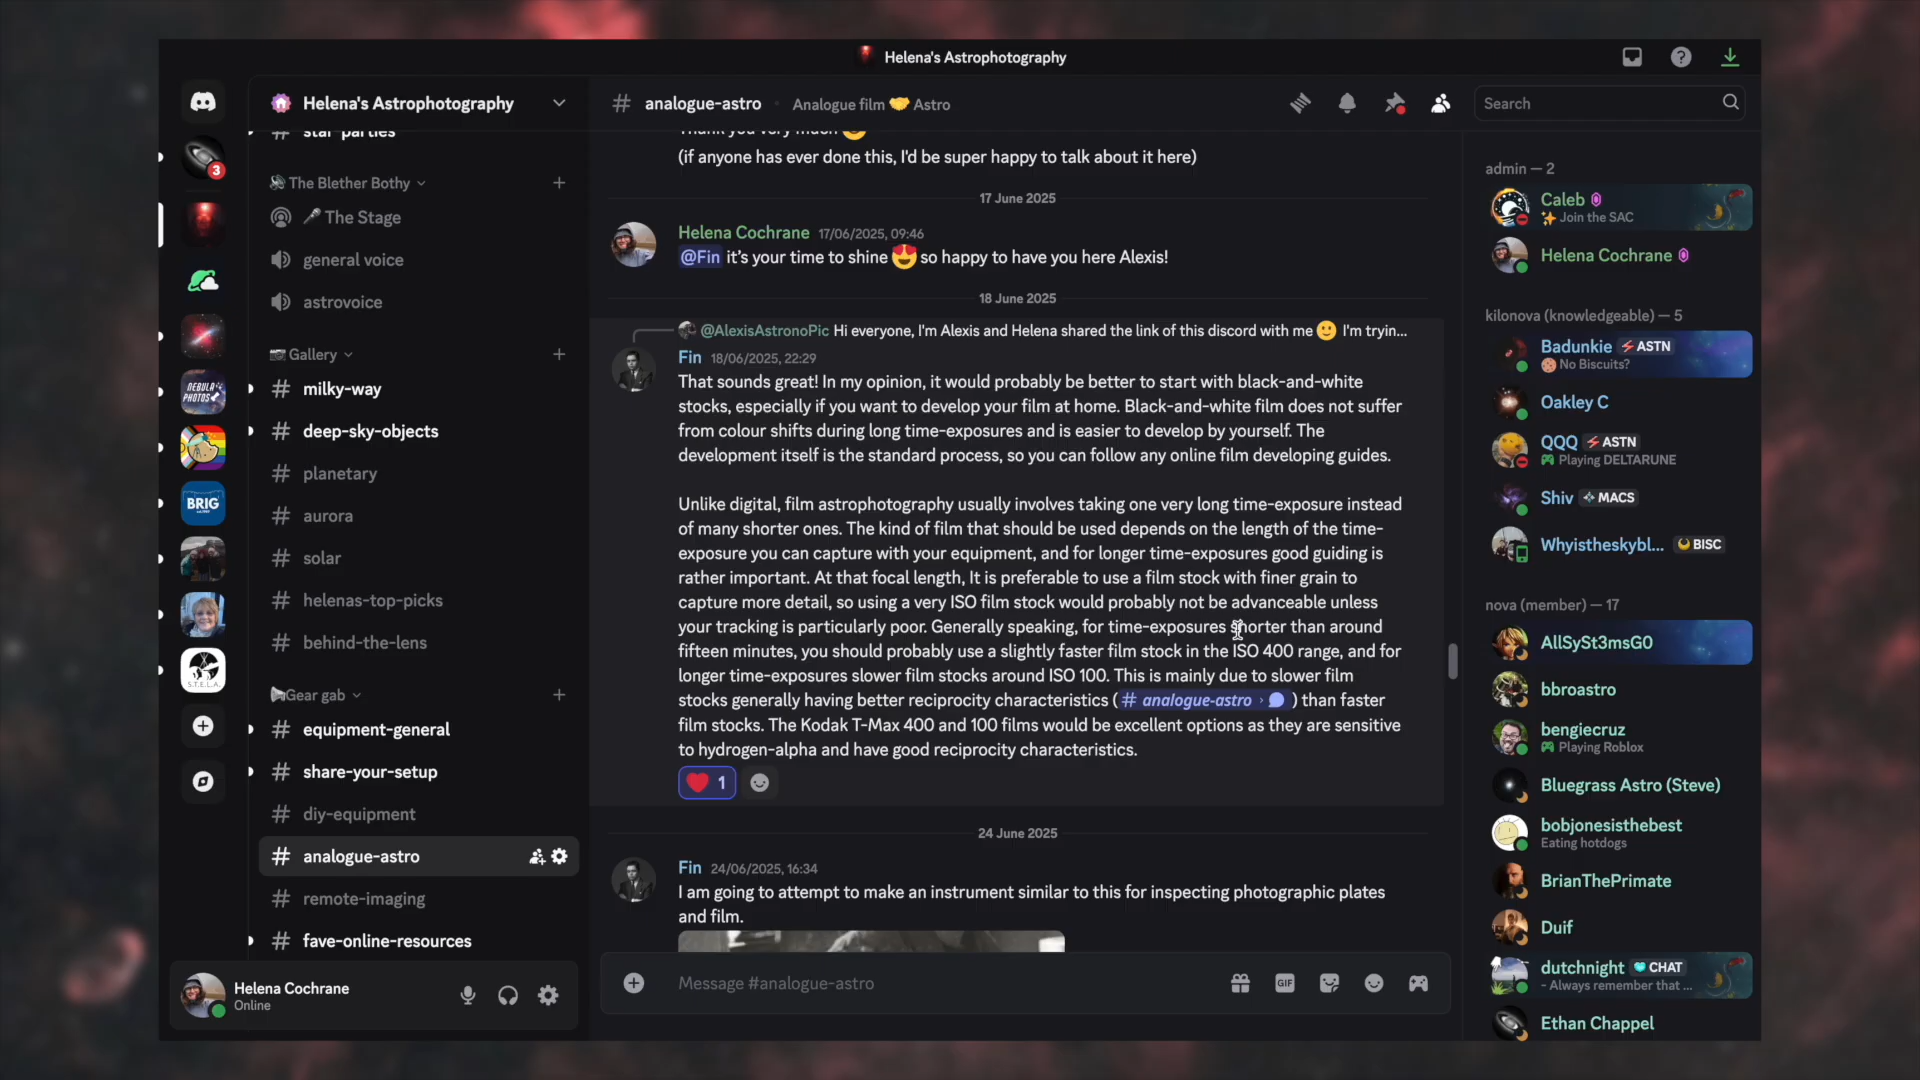 Helena's Astrophotography
3
NEBULA
PHOTOS
BRIG
S.T.E.L.A.
Helena's Astrophotography
# star-parties
The Blether Bothy
The Stage
general voice
astrovoice
Gallery
# milky-way
# deep-sky-objects
# planetary
# aurora
# solar
# helenas-top-picks
# behind-the-lens
Gear gab
# equipment-general
# share-your-setup
# diy-equipment
# analogue-astro
# remote-imaging
# fave-online-resources
Helena Cochrane
Online
# analogue-astro Analogue film 🤝 Astro
Search
Thank you very much
(if anyone has ever done this, I'd be super happy to talk about it here)
17 June 2025
Helena Cochrane 17/06/2025, 09:46
@Fin it's your time to shine 😍 so happy to have you here Alexis!
18 June 2025
@AlexisAstronoPic Hi everyone, I'm Alexis and Helena shared the link of this discord with me 🙂 I'm tryin...
Fin 18/06/2025, 22:29
That sounds great! In my opinion, it would probably be better to start with black-and-white
stocks, especially if you want to develop your film at home. Black-and-white film does not suffer
from colour shifts during long time-exposures and is easier to develop by yourself. The
development itself is the standard process, so you can follow any online film developing guides.
Unlike digital, film astrophotography usually involves taking one very long time-exposure instead
of many shorter ones. The kind of film that should be used depends on the length of the time-
exposure you can capture with your equipment, and for longer time-exposures good guiding is
rather important. At that focal length, It is preferable to use a film stock with finer grain to
capture more detail, so using a very ISO film stock would probably not be advanceable unless
your tracking is particularly poor. Generally speaking, for time-exposures shorter than around
fifteen minutes, you should probably use a slightly faster film stock in the ISO 400 range, and for
longer time-exposures slower film stocks around ISO 100. This is mainly due to slower film
stocks generally having better reciprocity characteristics ( # analogue-astro › ) than faster
film stocks. The Kodak T-Max 400 and 100 films would be excellent options as they are sensitive
to hydrogen-alpha and have good reciprocity characteristics.
❤️ 1
24 June 2025
Fin 24/06/2025, 16:34
I am going to attempt to make an instrument similar to this for inspecting photographic plates
and film.
Message #analogue-astro
GIF
admin — 2
Caleb
✨ Join the SAC
Helena Cochrane
kilonova (knowledgeable) — 5
Badunkie ASTN
🍪 No Biscuits?
Oakley C
QQQ ASTN
Playing DELTARUNE
Shiv MACS
Whyistheskybl... BISC
nova (member) — 17
AllSySt3msG0
bbroastro
bengiecruz
Playing Roblox
Bluegrass Astro (Steve)
bobjonesisthebest
Eating hotdogs
BrianThePrimate
Duif
dutchnight CHAT
- Always remember that ...
Ethan Chappel